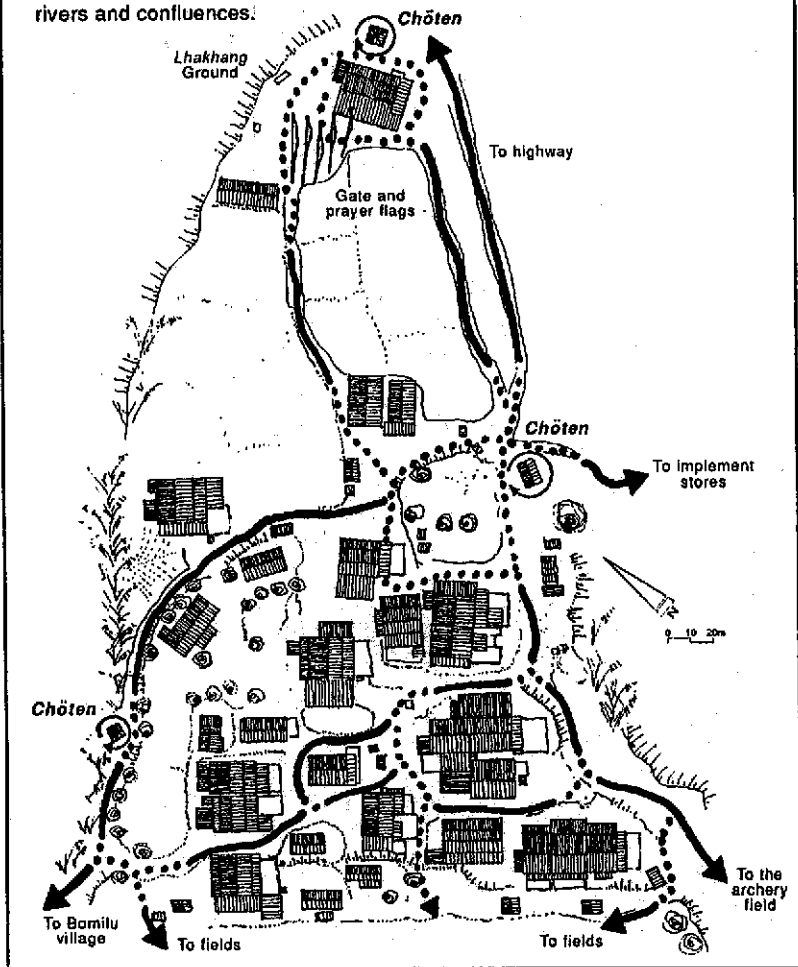 rivers and confluences.
Chöten
Lhakhang
Ground
To highway
Gate and
prayer flags
Chöten
To implement
stores
N
0 10 20m
Chöten
To the
archery
field
To Bomilu
village
To fields
To fields